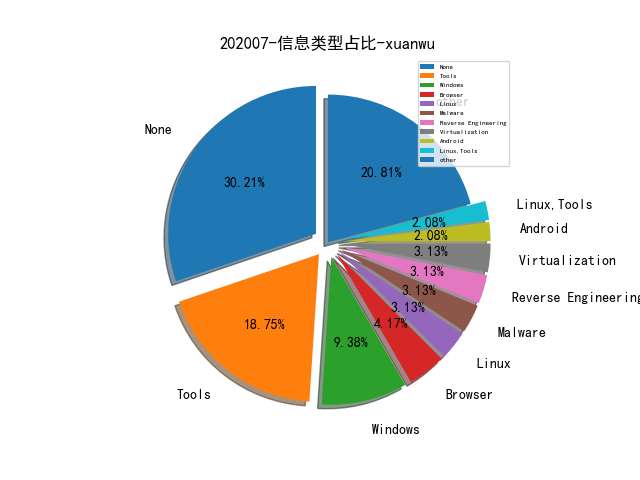 202007-信息类型占比-xuanwu
None
Tools
Windows
Browser
Linux
Malware
Reverse Engineering
Virtualization
Android
Linux,Tools
other
other
None
30.21%
20.81%
Linux,Tools
2.08%
Android
2.08%
Virtualization
3.13%
Reverse Engineering
3.13%
Malware
3.13%
Linux
3.13%
Browser
4.17%
Windows
9.38%
Tools
18.75%